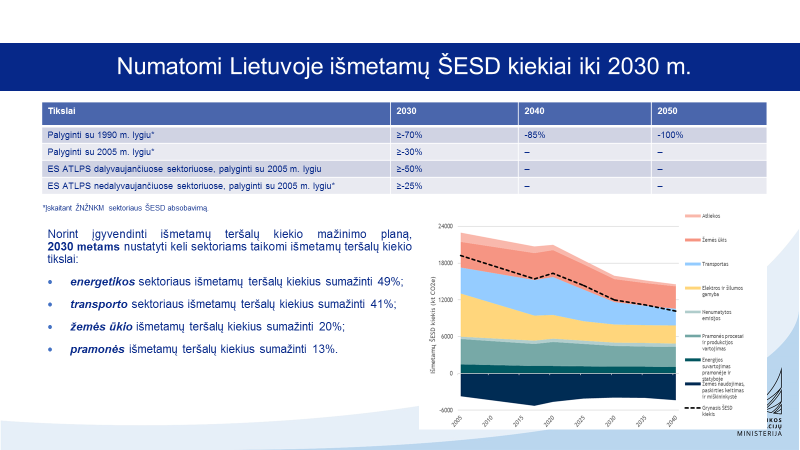 Numatomi Lietuvoje išmetamų ŠESD kiekiai iki 2030 m.
Tikslai 2030 2040 2050
Palyginti su 1990 m. lygiu* ≥-70% -85% -100%
Palyginti su 2005 m. lygiu* ≥-30% – –
ES ATLPS dalyvaujančiuose sektoriuose, palyginti su 2005 m. lygiu ≥-50% – –
ES ATLPS nedalyvaujančiuose sektoriuose, palyginti su 2005 m. lygiu* ≥-25% – –
*Įskaitant ŽNŽNKM sektoriaus ŠESD absobavimą
Norint įgyvendinti išmetamų teršalų kiekio mažinimo planą,
2030 metams nustatyti keli sektoriams taikomi išmetamų teršalų kiekio
tikslai:
• energetikos sektoriaus išmetamų teršalų kiekius sumažinti 49%;
• transporto sektoriaus išmetamų teršalų kiekius sumažinti 41%;
• žemės ūkio išmetamų teršalų kiekius sumažinti 20%;
• pramonės išmetamų teršalų kiekius sumažinti 13%.
Išmetamų ŠESD kiekis (kt CO2e)
24000
18000
12000
6000
0
-6000
2005 2010 2015 2020 2025 2030 2035 2040
Atliekos
Žemės ūkis
Transportas
Elektros ir šilumos
gamyba
Nenumatytos
emisijos
Pramonės procesai
ir produkcijos
vartojimas
Energijos
suvartojimas
pramonėje ir
statyboje
Žemės naudojimas,
paskirties keitimas
ir miškininkystė
Grynasis ŠESD
kiekis
MINISTERIJA